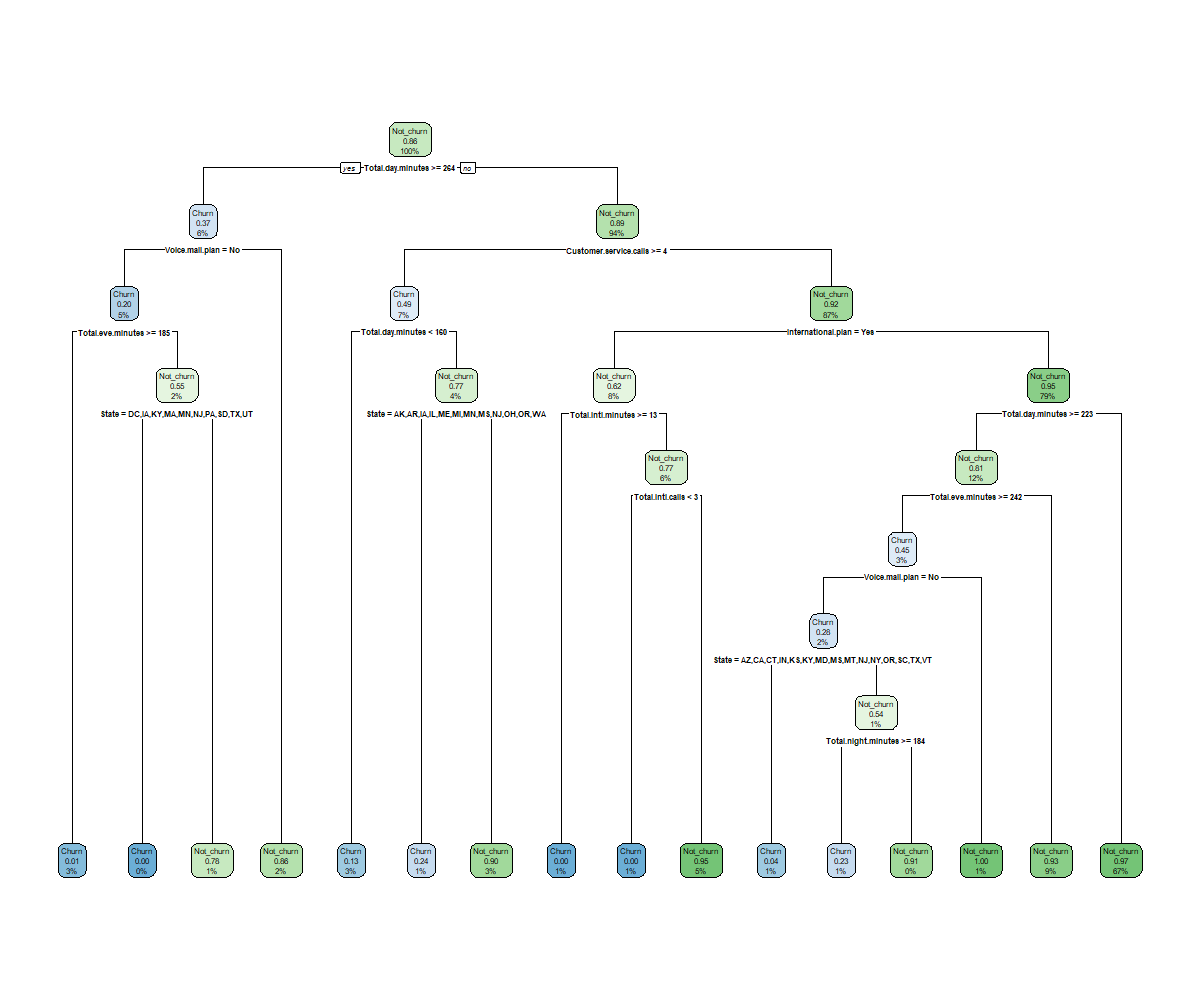 Not_churn
0.86
100%
yes Total.day.minutes >= 264 no
Churn
0.37
6%
Not_churn
0.89
94%
Voice.mail.plan = No
Customer.service.calls >= 4
Churn
0.20
5%
Churn
0.49
7%
Not_churn
0.92
87%
Total.eve.minutes >= 185
Total.day.minutes < 160
International.plan = Yes
Not_churn
0.55
2%
Not_churn
0.77
4%
Not_churn
0.62
8%
Not_churn
0.95
79%
State = DC,IA,KY,MA,MN,NJ,PA,SD,TX,UT
State = AK,AR,IA,IL,ME,MI,MN,MS,NJ,OH,OR,WA
Total.intl.minutes >= 13
Total.day.minutes >= 223
Not_churn
0.77
6%
Not_churn
0.81
12%
Total.intl.calls < 3
Total.eve.minutes >= 242
Churn
0.45
3%
Voice.mail.plan = No
Churn
0.28
2%
State = AZ,CA,CT,IN,KS,KY,MD,MS,MT,NJ,NY,OR,SC,TX,VT
Not_churn
0.54
1%
Total.night.minutes >= 184
Churn
0.01
3%
Churn
0.00
0%
Not_churn
0.78
1%
Not_churn
0.86
2%
Churn
0.13
3%
Churn
0.24
1%
Not_churn
0.90
3%
Churn
0.00
1%
Churn
0.00
1%
Not_churn
0.95
5%
Churn
0.04
1%
Churn
0.23
1%
Not_churn
0.91
0%
Not_churn
1.00
1%
Not_churn
0.93
9%
Not_churn
0.97
67%